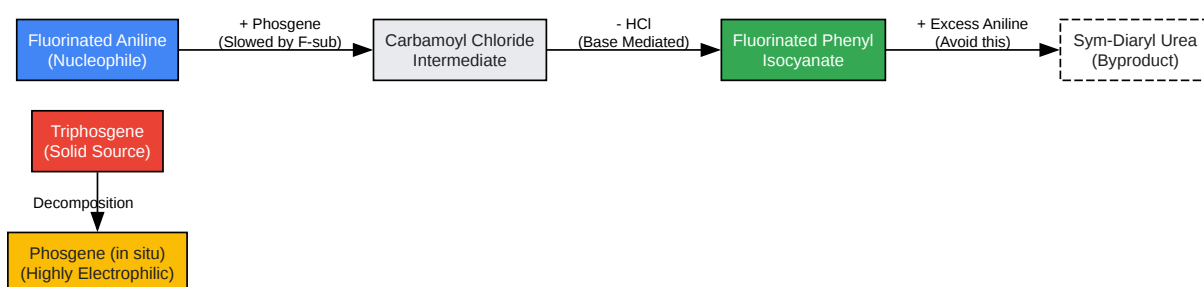 Fluorinated Aniline
(Nucleophile)
+ Phosgene
(Slowed by F-sub)
Carbamoyl Chloride
Intermediate
- HCl
(Base Mediated)
Fluorinated Phenyl
Isocyanate
+ Excess Aniline
(Avoid this)
Sym-Diaryl Urea
(Byproduct)
Triphosgene
(Solid Source)
Decomposition
Phosgene (in situ)
(Highly Electrophilic)